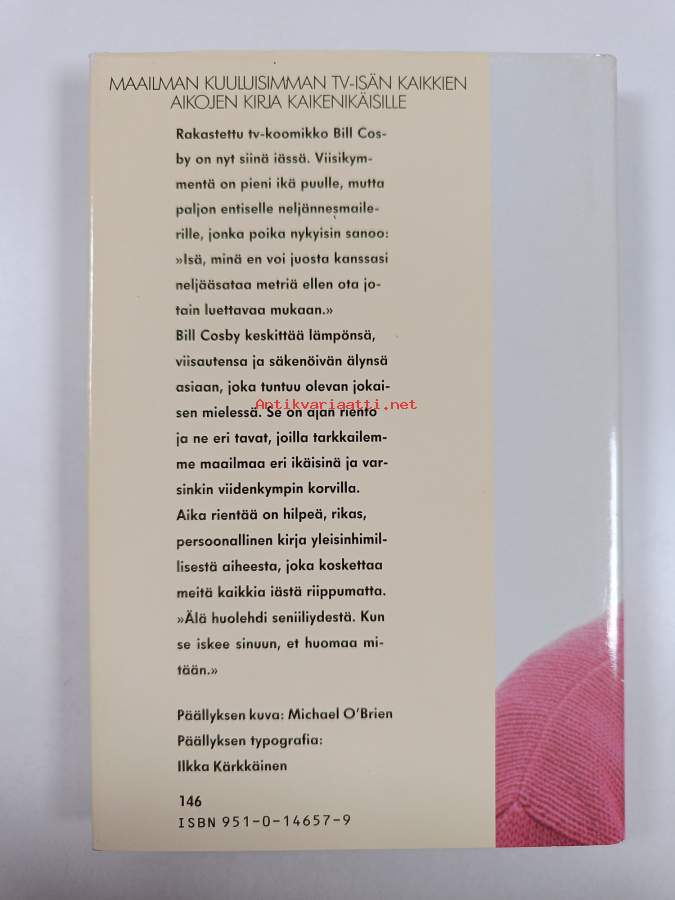 MAAILMAN KUULUISIMMAN TV-ISÄN KAIKKIEN
AIKOJEN KIRJA KAIKENIKÄISILLE
Rakastettu tv-koomikko Bill Cos-
by on nyt siinä iässä. Viisikym-
mentä on pieni ikä puulle, mutta
paljon entiselle neljännesmaile-
rille, jonka poika nykyisin sanoo:
»Isä, minä en voi juosta kanssasi
neljääsataa metriä ellen ota jo-
tain luettavaa mukaan.»
Bill Cosby keskittää lämpönsä,
viisautensa ja säkenöivän älynsä
asiaan, joka tuntuu olevan jokai-
Antikvariaatti.net
sen mielessä. Se on ajan riento
ja ne eri tavat, joilla tarkkailem-
me maailmaa eri ikäisinä ja var-
sinkin viidenkympin korvilla.
Aika rientää on hilpeä, rikas,
persoonallinen kirja yleisinhimil-
lisestä aiheesta, joka koskettaa
meitä kaikkia iästä riippumatta.
»Älä huolehdi seniiliydestä. Kun
se iskee sinuun, et huomaa mi-
tään.»
Päällyksen kuva: Michael O'Brien
Päällyksen typografia:
Ilkka Kärkkäinen
146
ISBN 951-0-14657-9